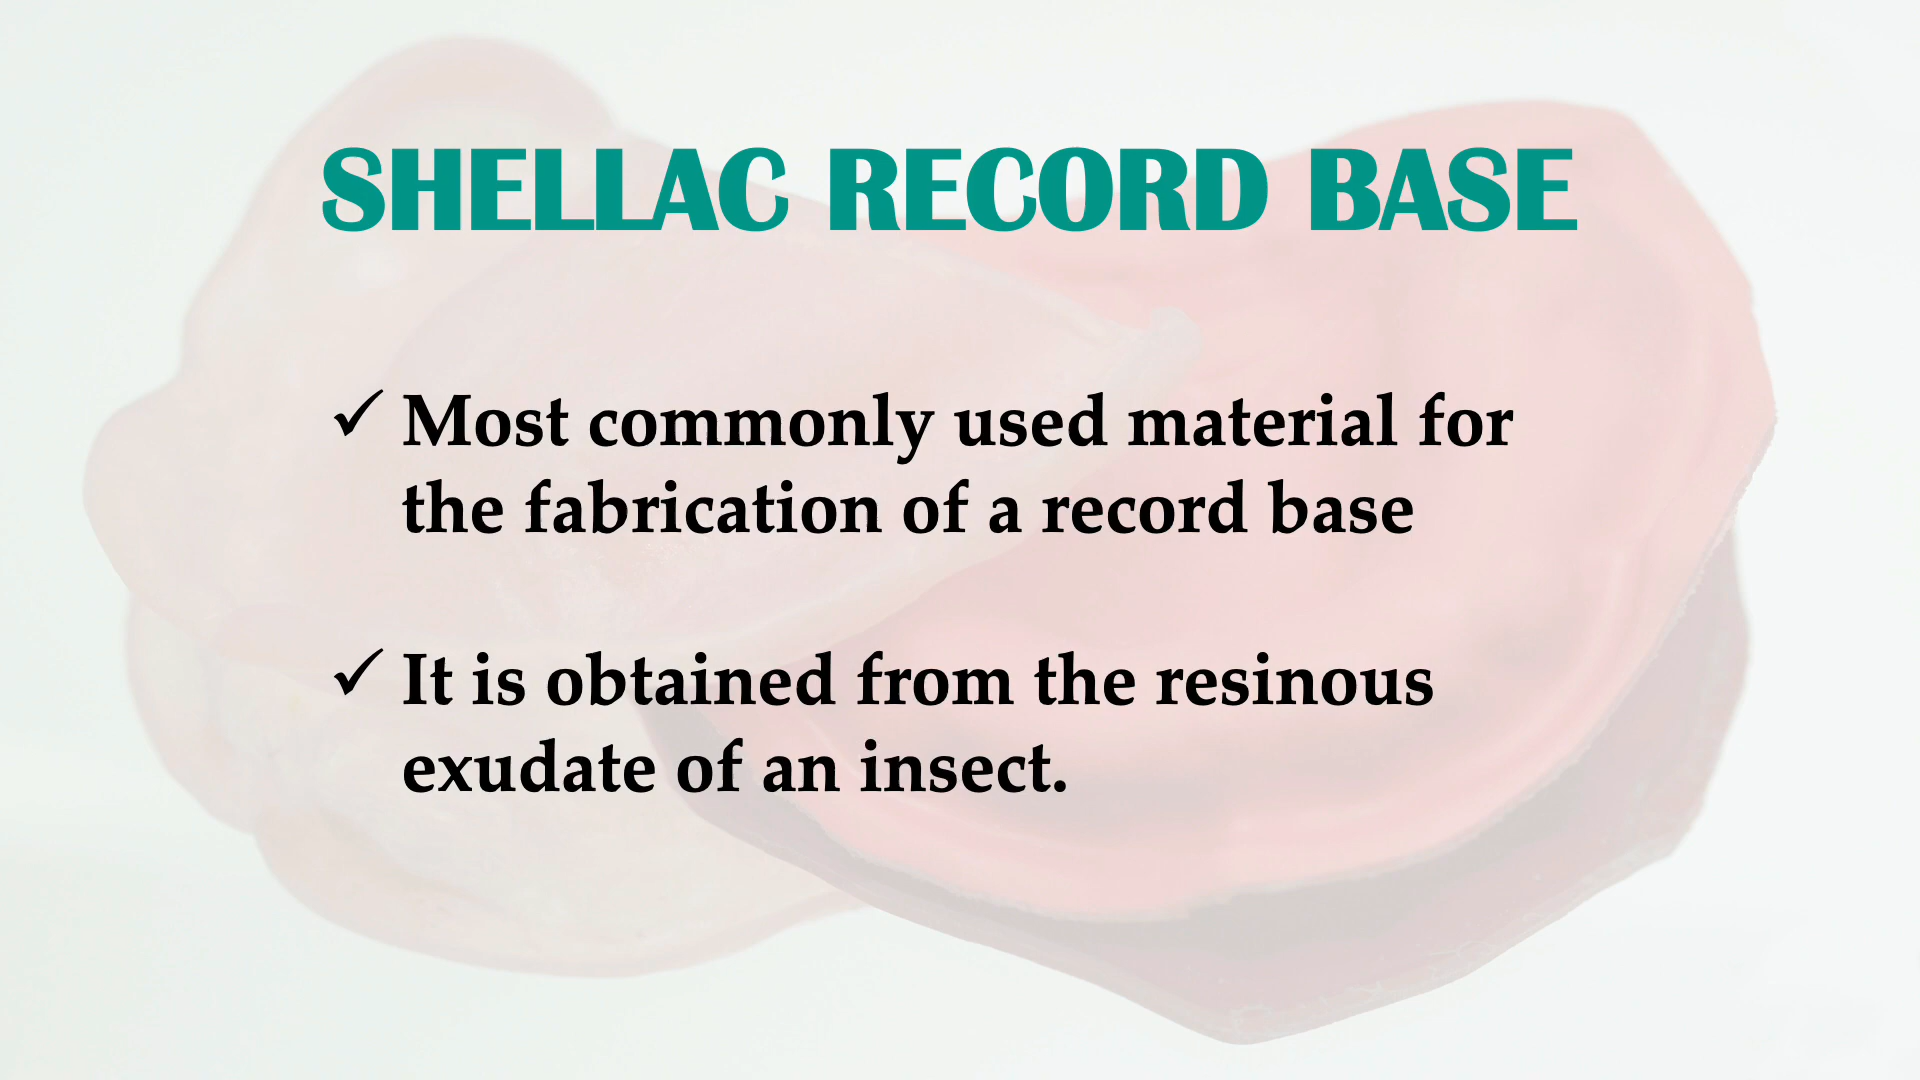 SHELLAC RECORD BASE
✓ Most commonly used material for
the fabrication of a record base
✓ It is obtained from the resinous
exudate of an insect.